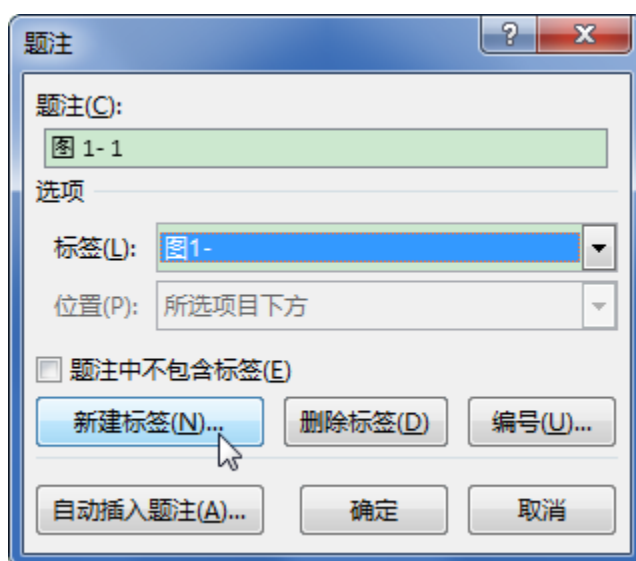 题注
题注(C):
图 1- 1
选项
标签(L): 图1-
位置(P): 所选项目下方
题注中不包含标签(E)
新建标签(N)... 删除标签(D) 编号(U)...
自动插入题注(A)... 确定 取消